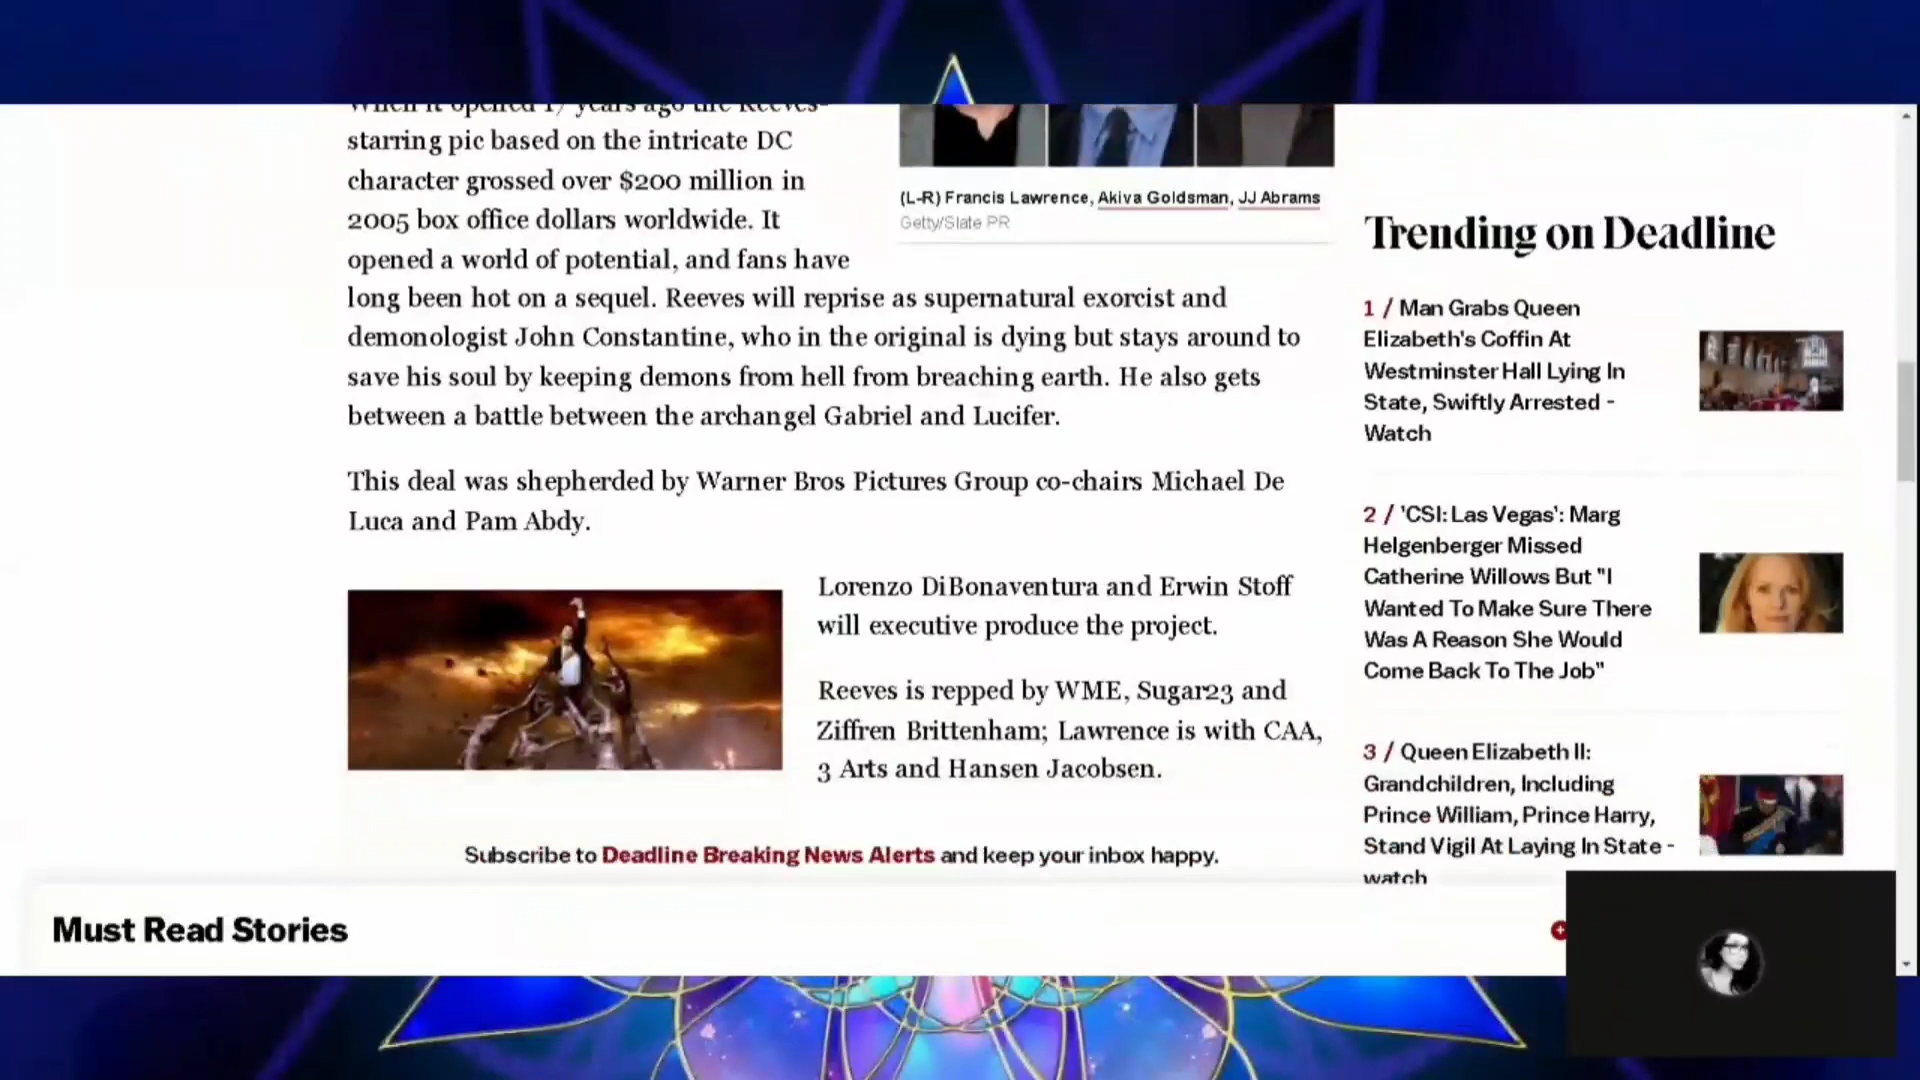 When it opened 17 years ago the Reeves-
starring pic based on the intricate DC
character grossed over $200 million in
2005 box office dollars worldwide. It
opened a world of potential, and fans have
long been hot on a sequel. Reeves will reprise as supernatural exorcist and
demonologist John Constantine, who in the original is dying but stays around to
save his soul by keeping demons from hell from breaching earth. He also gets
between a battle between the archangel Gabriel and Lucifer.
(L-R) Francis Lawrence, Akiva Goldsman, JJ Abrams
Getty/Slate PR
This deal was shepherded by Warner Bros Pictures Group co-chairs Michael De
Luca and Pam Abdy.
Lorenzo DiBonaventura and Erwin Stoff
will executive produce the project.
Reeves is repped by WME, Sugar23 and
Ziffren Brittenham; Lawrence is with CAA,
3 Arts and Hansen Jacobsen.
Subscribe to Deadline Breaking News Alerts and keep your inbox happy.
Trending on Deadline
1 / Man Grabs Queen
Elizabeth's Coffin At
Westminster Hall Lying In
State, Swiftly Arrested -
Watch
2 / 'CSI: Las Vegas': Marg
Helgenberger Missed
Catherine Willows But "I
Wanted To Make Sure There
Was A Reason She Would
Come Back To The Job"
3 / Queen Elizabeth II:
Grandchildren, Including
Prince William, Prince Harry,
Stand Vigil At Laying In State -
watch
Must Read Stories